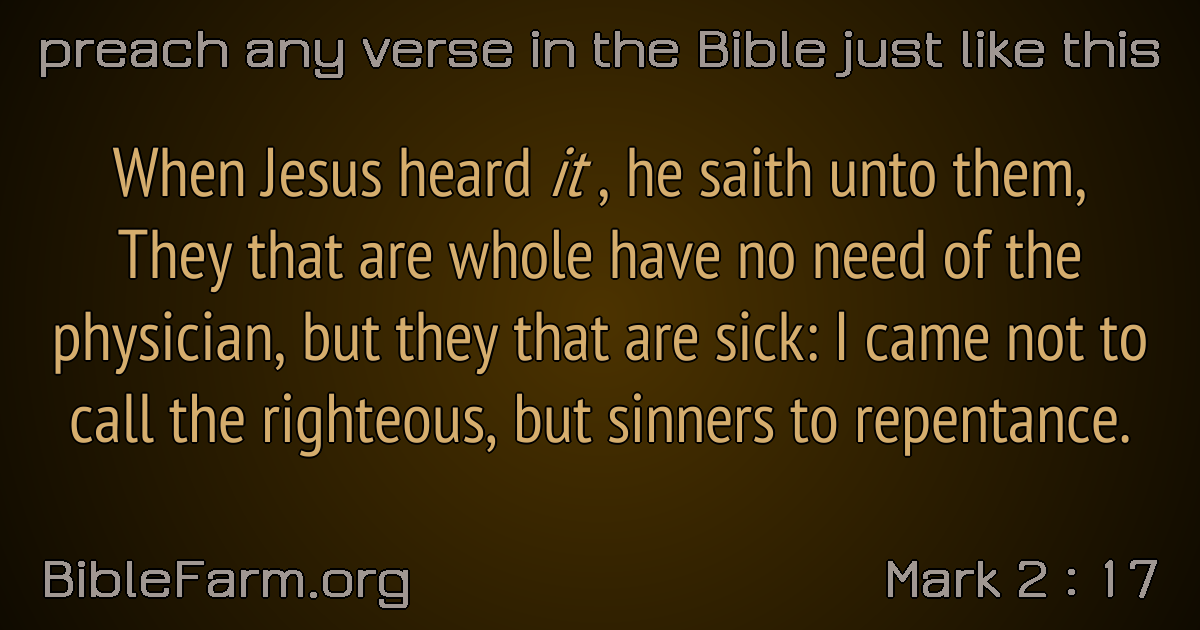 preach any verse in the Bible just like this
When Jesus heard it , he saith unto them,
They that are whole have no need of the
physician, but they that are sick: I came not to
call the righteous, but sinners to repentance.
BibleFarm.org
Mark 2 : 17